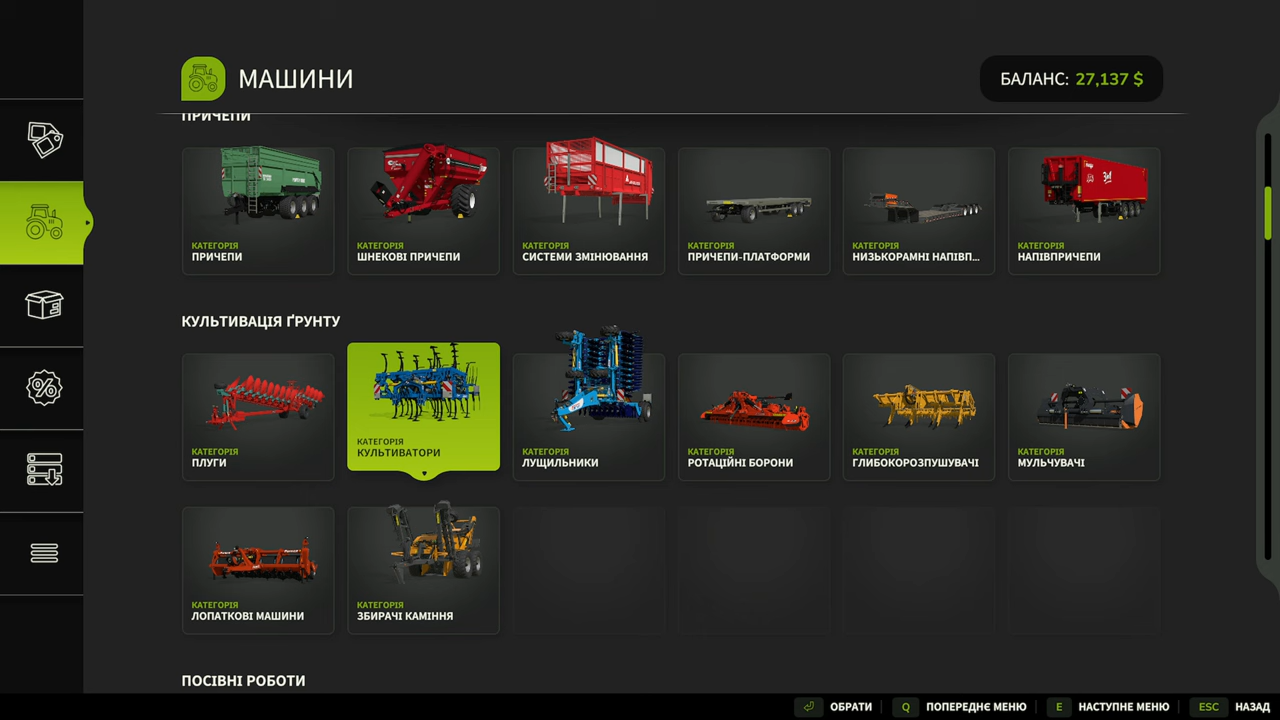 МАШИНИ
БАЛАНС: 27,137 $
ПРИЧЕПИ
КАТЕГОРІЯ
ПРИЧЕПИ
КАТЕГОРІЯ
ШНЕКОВІ ПРИЧЕПИ
КАТЕГОРІЯ
СИСТЕМИ ЗМІНЮВАННЯ
КАТЕГОРІЯ
ПРИЧЕПИ-ПЛАТФОРМИ
КАТЕГОРІЯ
НИЗЬКОРАМНІ НАПІВП...
КАТЕГОРІЯ
НАПІВПРИЧЕПИ
КУЛЬТИВАЦІЯ ҐРУНТУ
КАТЕГОРІЯ
ПЛУГИ
КАТЕГОРІЯ
КУЛЬТИВАТОРИ
КАТЕГОРІЯ
ЛУЩИЛЬНИКИ
КАТЕГОРІЯ
РОТАЦІЙНІ БОРОНИ
КАТЕГОРІЯ
ГЛИБОКОРОЗПУШУВАЧІ
КАТЕГОРІЯ
МУЛЬЧУВАЧІ
КАТЕГОРІЯ
ЛОПАТКОВІ МАШИНИ
КАТЕГОРІЯ
ЗБИРАЧІ КАМІННЯ
ПОСІВНІ РОБОТИ
ОБРАТИ
Q ПОПЕРЕДНЄ МЕНЮ
E НАСТУПНЕ МЕНЮ
ESC НАЗАД